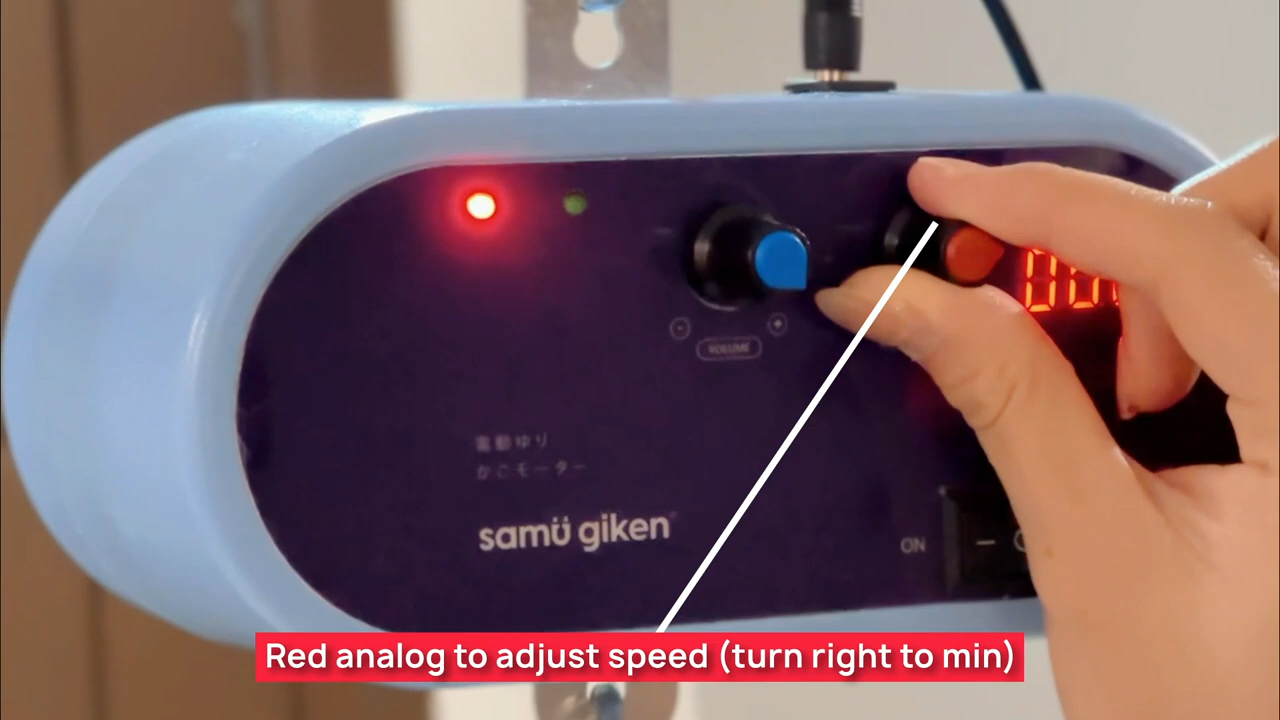 VOLUME
電動ゆり
かごモーター
samü giken
ON
Red analog to adjust speed (turn right to min)